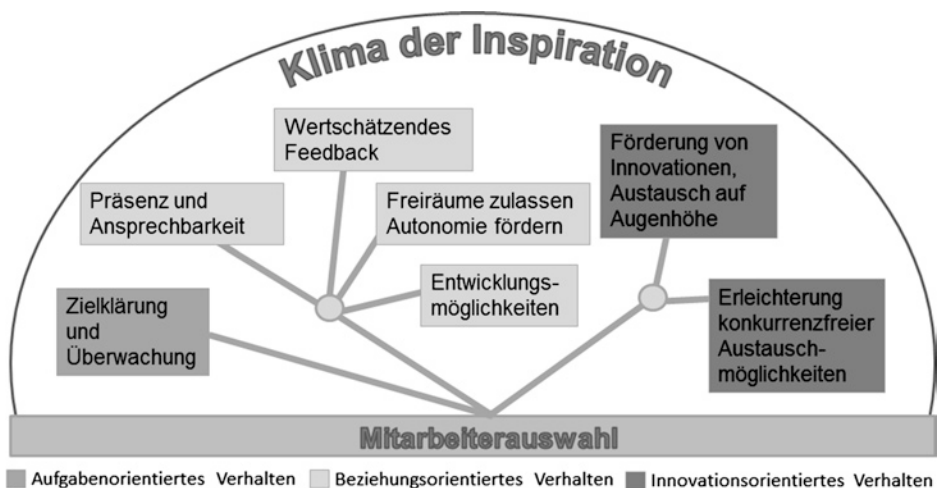 Klima der Inspiration
Wertschätzendes
Feedback
Förderung von
Innovationen,
Austausch auf
Augenhöhe
Präsenz und
Ansprechbarkeit
Freiräume zulassen
Autonomie fördern
Entwicklungs-
möglichkeiten
Zielklärung
und
Überwachung
Erleichterung
konkurrenzfreier
Austausch-
möglichkeiten
Mitarbeiterauswahl
Aufgabenorientiertes Verhalten
Beziehungsorientiertes Verhalten
Innovationsorientiertes Verhalten